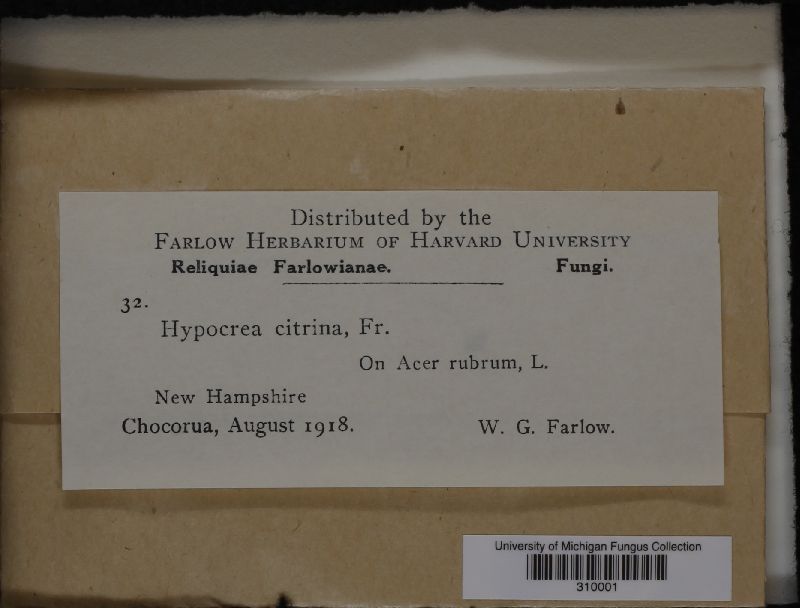 Distributed by the
FARLOW HERBARIUM OF HARVARD UNIVERSITY
Reliquiae Farlowianae. Fungi.
32.
Hypocrea citrina, Fr.
On Acer rubrum, L.
New Hampshire
Chocorua, August 1918. W. G. Farlow.
University of Michigan Fungus Collection
310001